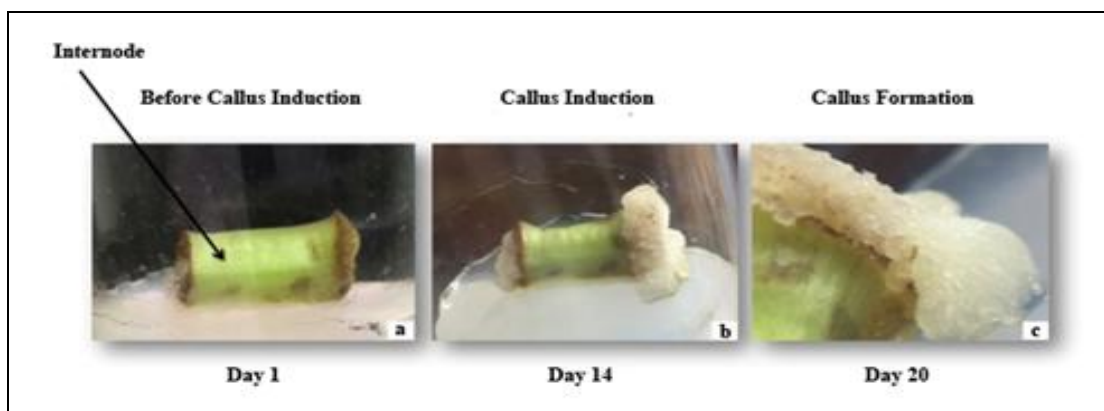 Internode
Before Callus Induction
Callus Induction
Callus Formation
a
b
c
Day 1
Day 14
Day 20